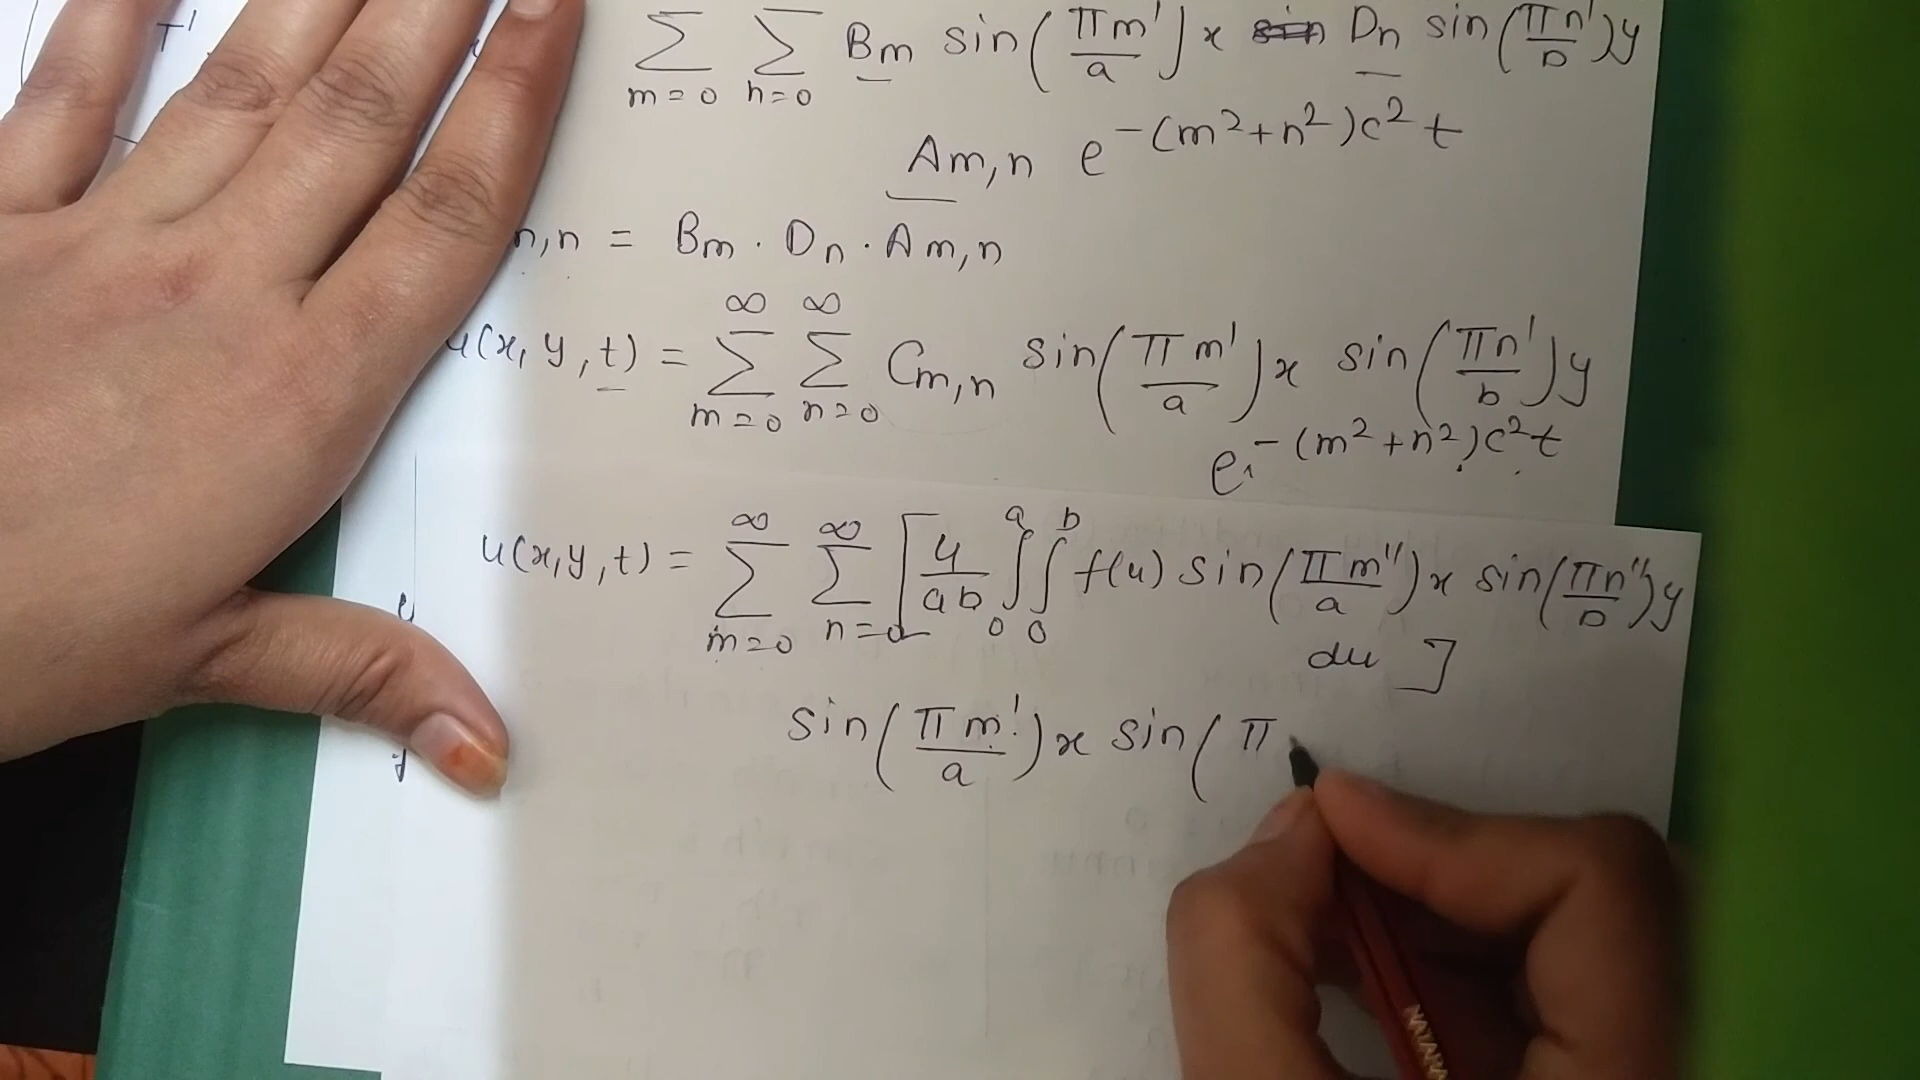 T'
∑ ∑ Bm sin(πm'/a)x Dn sin(πn'/b)y
m=0 n=0
Am,n e^-(m²+n²)c²t
n,n = Bm · Dn · Am,n
∞ ∞
u(x, y, t) = ∑ ∑ Cm,n sin(πm'/a)x sin(πn'/b)y
m=0 n=0
e^-(m²+n²)c²t
∞ ∞ a b
u(x,y,t) = ∑ ∑ [4/ab ∫∫ f(u) sin(πm''/a)x sin(πn''/b)y
m=0 n=0 0 0
du ]
sin(πm'/a)x sin(π
NATARA